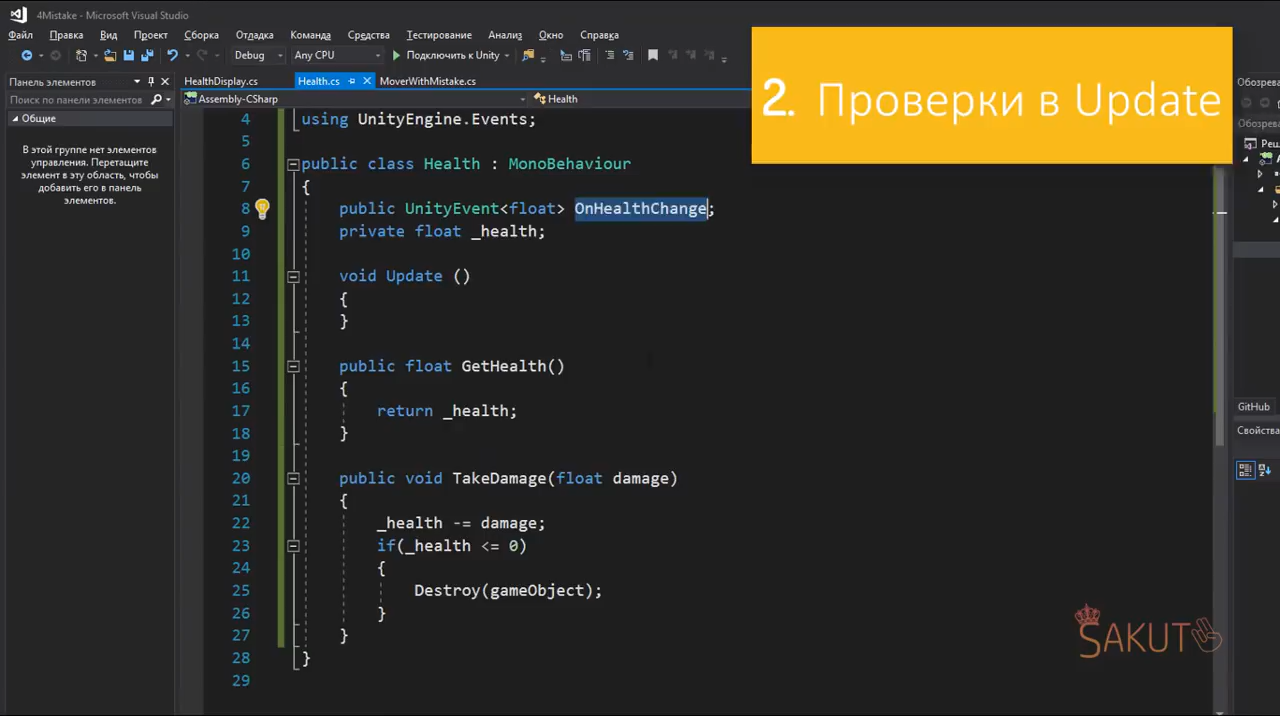 4Mistake - Microsoft Visual Studio
Файл Правка Вид Проект Сборка Отладка Команда Средства Тестирование Анализ Окно Справка
Debug Any CPU Подключить к Unity
2. Проверки в Update
Панель элементов
Поиск по панели элементов
Общие
В этой группе нет элементов
управления. Перетащите
элемент в эту область, чтобы
добавить его в панель
элементов.
HealthDisplay.cs Health.cs MoverWithMistake.cs
Assembly-CSharp Health
4 using UnityEngine.Events;
5
6 public class Health : MonoBehaviour
7 {
8 public UnityEvent<float> OnHealthChange;
9 private float _health;
10
11 void Update ()
12 {
13 }
14
15 public float GetHealth()
16 {
17 return _health;
18 }
19
20 public void TakeDamage(float damage)
21 {
22 _health -= damage;
23 if(_health <= 0)
24 {
25 Destroy(gameObject);
26 }
27 }
28 }
29
GitHub
SAKUT